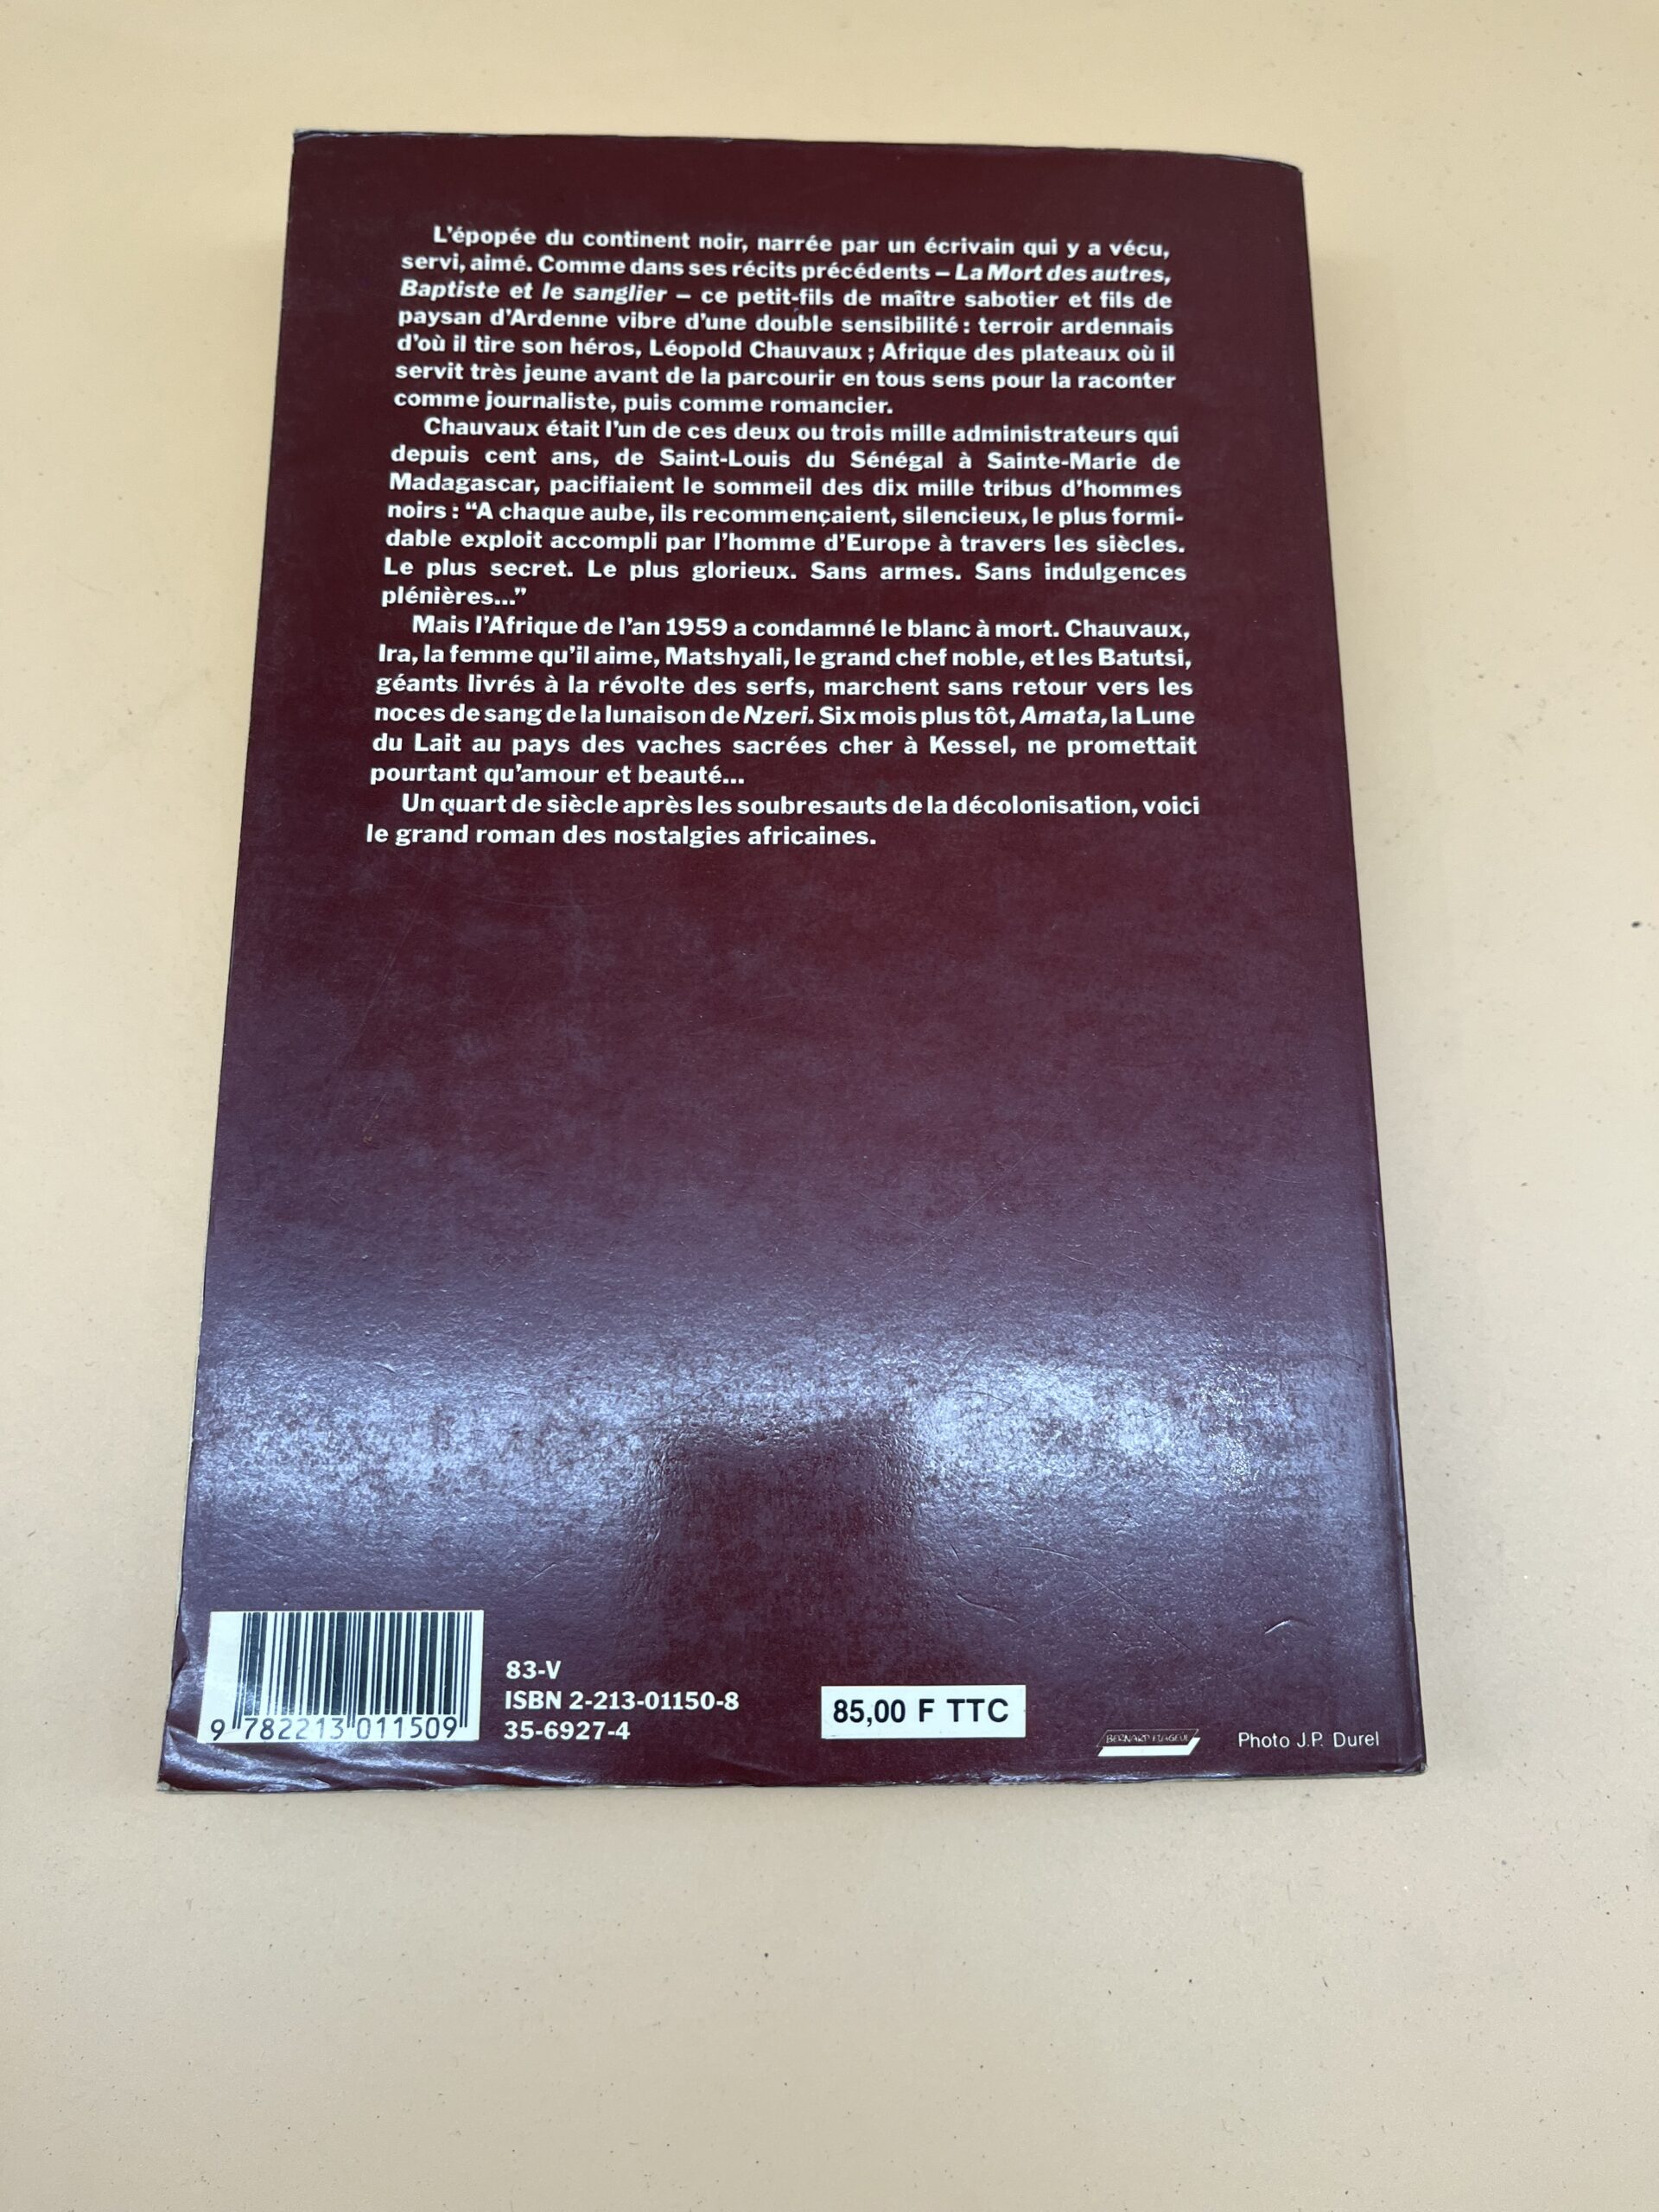 L'épopée du continent noir, narrée par un écrivain qui y a vécu,
servi, aimé. Comme dans ses récits précédents – La Mort des autres,
Baptiste et le sanglier – ce petit-fils de maître sabotier et fils de
paysan d'Ardenne vibre d'une double sensibilité : terroir ardennais
d'où il tire son héros, Léopold Chauvaux ; Afrique des plateaux où il
servit très jeune avant de la parcourir en tous sens pour la raconter
comme journaliste, puis comme romancier.
Chauvaux était l'un de ces deux ou trois mille administrateurs qui
depuis cent ans, de Saint-Louis du Sénégal à Sainte-Marie de
Madagascar, pacifiaient le sommeil des dix mille tribus d'hommes
noirs : “A chaque aube, ils recommençaient, silencieux, le plus formi-
dable exploit accompli par l'homme d'Europe à travers les siècles.
Le plus secret. Le plus glorieux. Sans armes. Sans indulgences
plénières...”
Mais l'Afrique de l'an 1959 a condamné le blanc à mort. Chauvaux,
Ira, la femme qu'il aime, Matshyali, le grand chef noble, et les Batutsi,
géants livrés à la révolte des serfs, marchent sans retour vers les
noces de sang de la lunaison de Nzeri. Six mois plus tôt, Amata, la Lune
du Lait au pays des vaches sacrées cher à Kessel, ne promettait
pourtant qu'amour et beauté...
Un quart de siècle après les soubresauts de la décolonisation, voici
le grand roman des nostalgies africaines.
83-V
ISBN 2-213-01150-8
35-6927-4
9 782213 011509
85,00 F TTC
BERNARD
Photo J.P. Durel